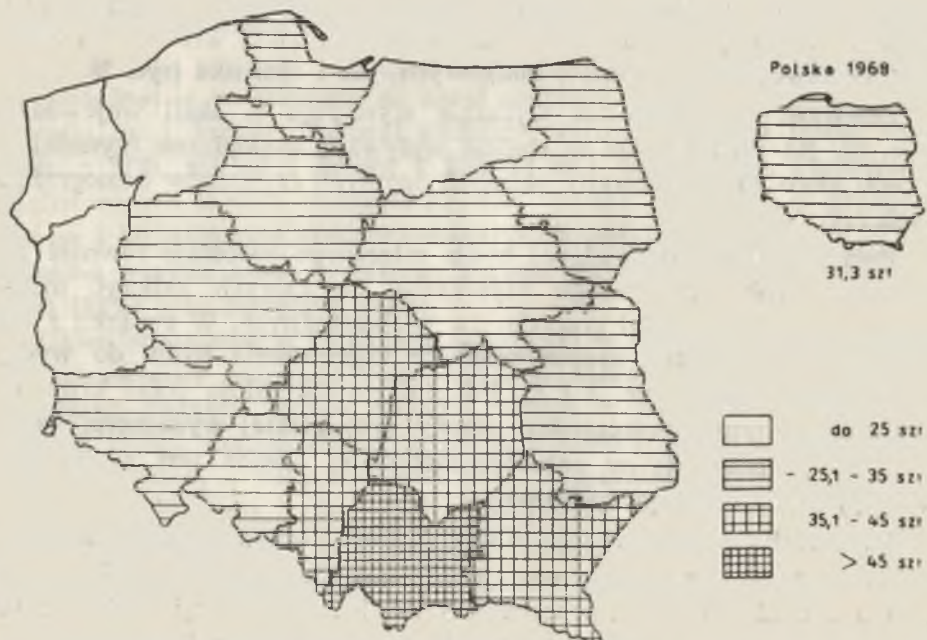 Polska 1968
31,3 szt
do 25 szt
- 25,1 - 35 szt
35,1 - 45 szt
> 45 szt